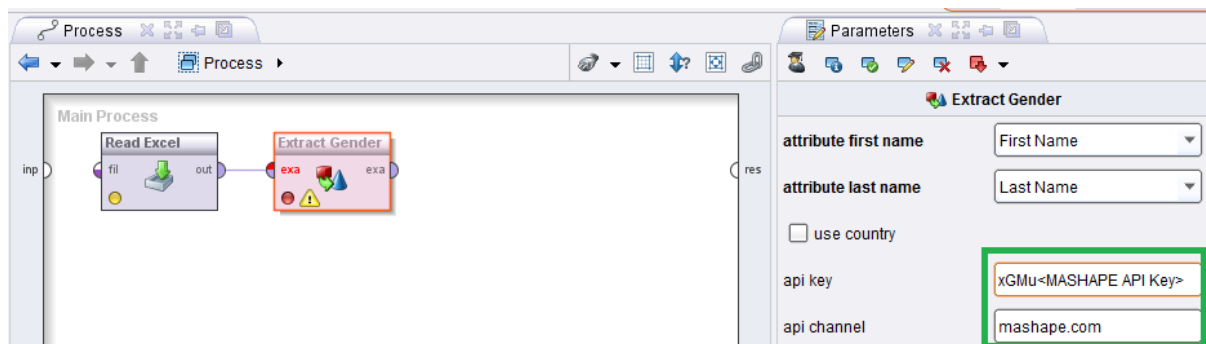 Process
Parameters
Process
Extract Gender
Main Process
Read Excel
Extract Gender
attribute first name
First Name
inp
fil
out
exa
exa
res
attribute last name
Last Name
use country
api key
xGMu<MASHAPE API Key>
api channel
mashape.com